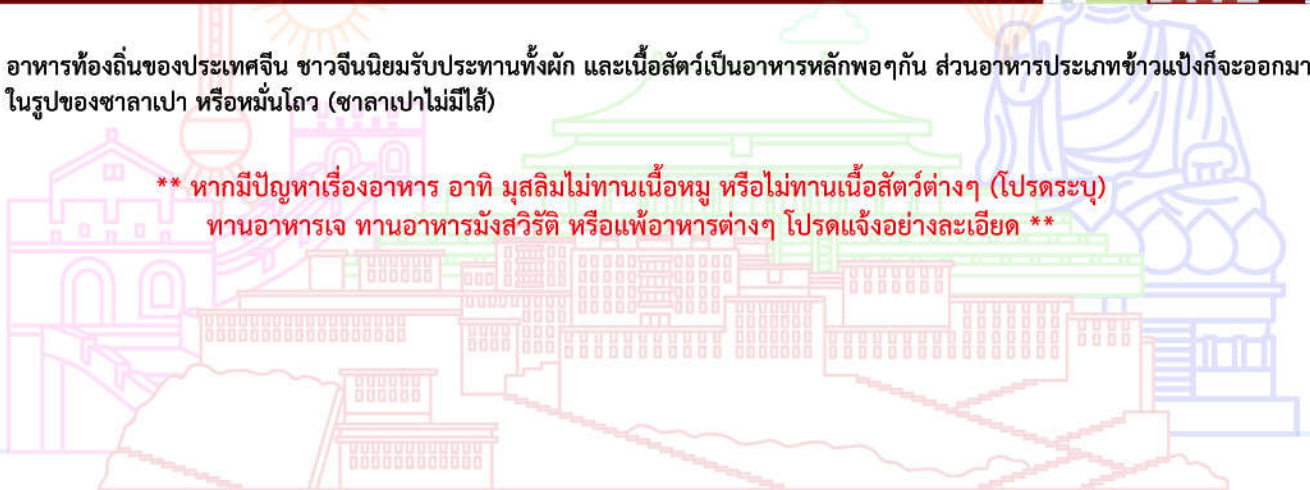 อาหารท้องถิ่นของประเทศจีน ชาวจีนนิยมรับประทานทั้งผัก และเนื้อสัตว์เป็นอาหารหลักพอๆกัน ส่วนอาหารประเภทข้าวแป้งก็จะออกมา
ในรูปของซาลาเปา หรือหมั่นโถว (ซาลาเปาไม่มีไส้)
** หากมีปัญหาเรื่องอาหาร อาทิ มุสลิมไม่ทานเนื้อหมู หรือไม่ทานเนื้อสัตว์ต่างๆ (โปรดระบุ)
ทานอาหารเจ ทานอาหารมังสวิรัติ หรือแพ้อาหารต่างๆ โปรดแจ้งอย่างละเอียด **